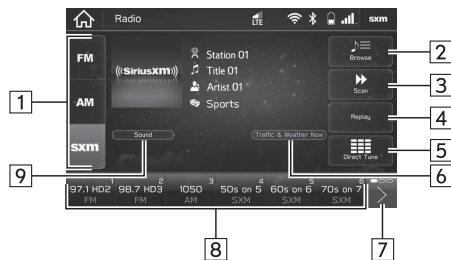 Radio
LTE
sxm
FM
AM
sxm
((SiriusXM))
Station 01
Title 01
Artist 01
Sports
Sound
Traffic & Weather Now
Browse
Scan
Replay
Direct Tune
1
97.1 HD2
FM
2
98.7 HD3
FM
3
1050
AM
4
50s on 5
SXM
5
60s on 6
SXM
6
70s on 7
SXM
1
2
3
4
5
6
7
8
9